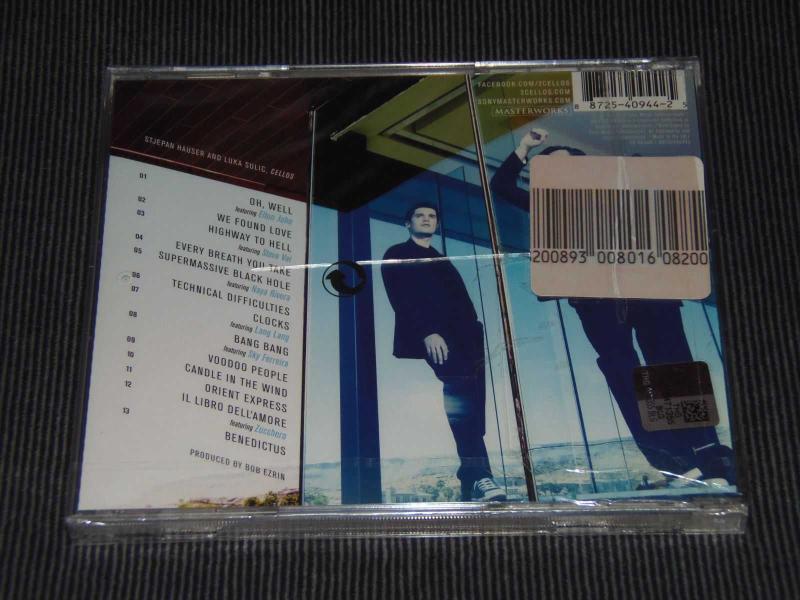 STJEPAN HAUSER AND LUKA SULIC, CELLOS
01 OH, WELL
featuring Elton John
02 WE FOUND LOVE
03 HIGHWAY TO HELL
featuring Steve Vai
04 EVERY BREATH YOU TAKE
05 SUPERMASSIVE BLACK HOLE
featuring Naya Rivera
06 TECHNICAL DIFFICULTIES
07 CLOCKS
featuring Lang Lang
08 BANG BANG
featuring Sky Ferreira
09 VOODOO PEOPLE
10 CANDLE IN THE WIND
11 ORIENT EXPRESS
12 IL LIBRO DELL'AMORE
featuring Zucchero
13 BENEDICTUS
PRODUCED BY BOB EZRIN
FACEBOOK.COM/2CELLOS
2CELLOS.COM
SONYMASTERWORKS.COM
MASTERWORKS
8 87254 0944-2 5
200893 008016 08200